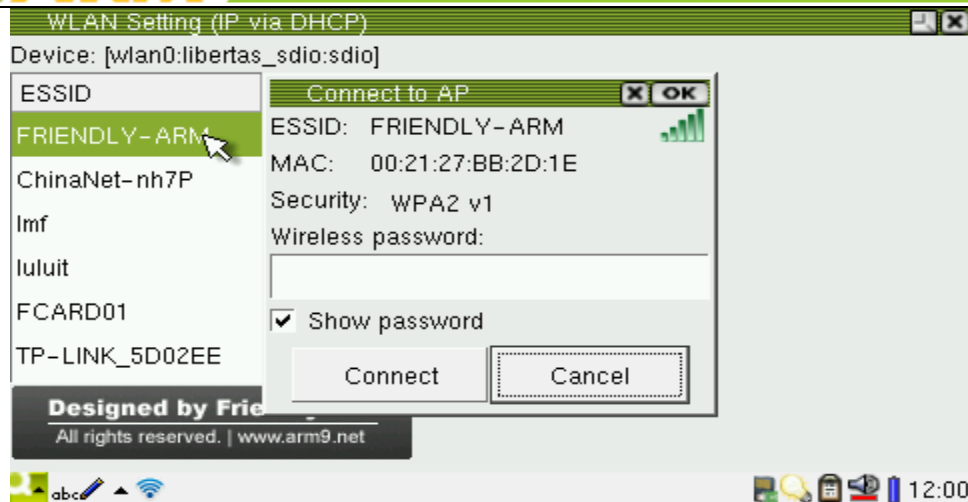 WLAN Setting (IP via DHCP)
Device: [wlan0:libertas_sdio:sdio]
ESSID
FRIENDLY-ARM
ChinaNet-nh7P
lmf
luluit
FCARD01
TP-LINK_5D02EE
Connect to AP
OK
ESSID: FRIENDLY-ARM
MAC: 00:21:27:BB:2D:1E
Security: WPA2 v1
Wireless password:
Show password
Connect
Cancel
Designed by
All rights reserved. | www.arm9.net
abc
12:00